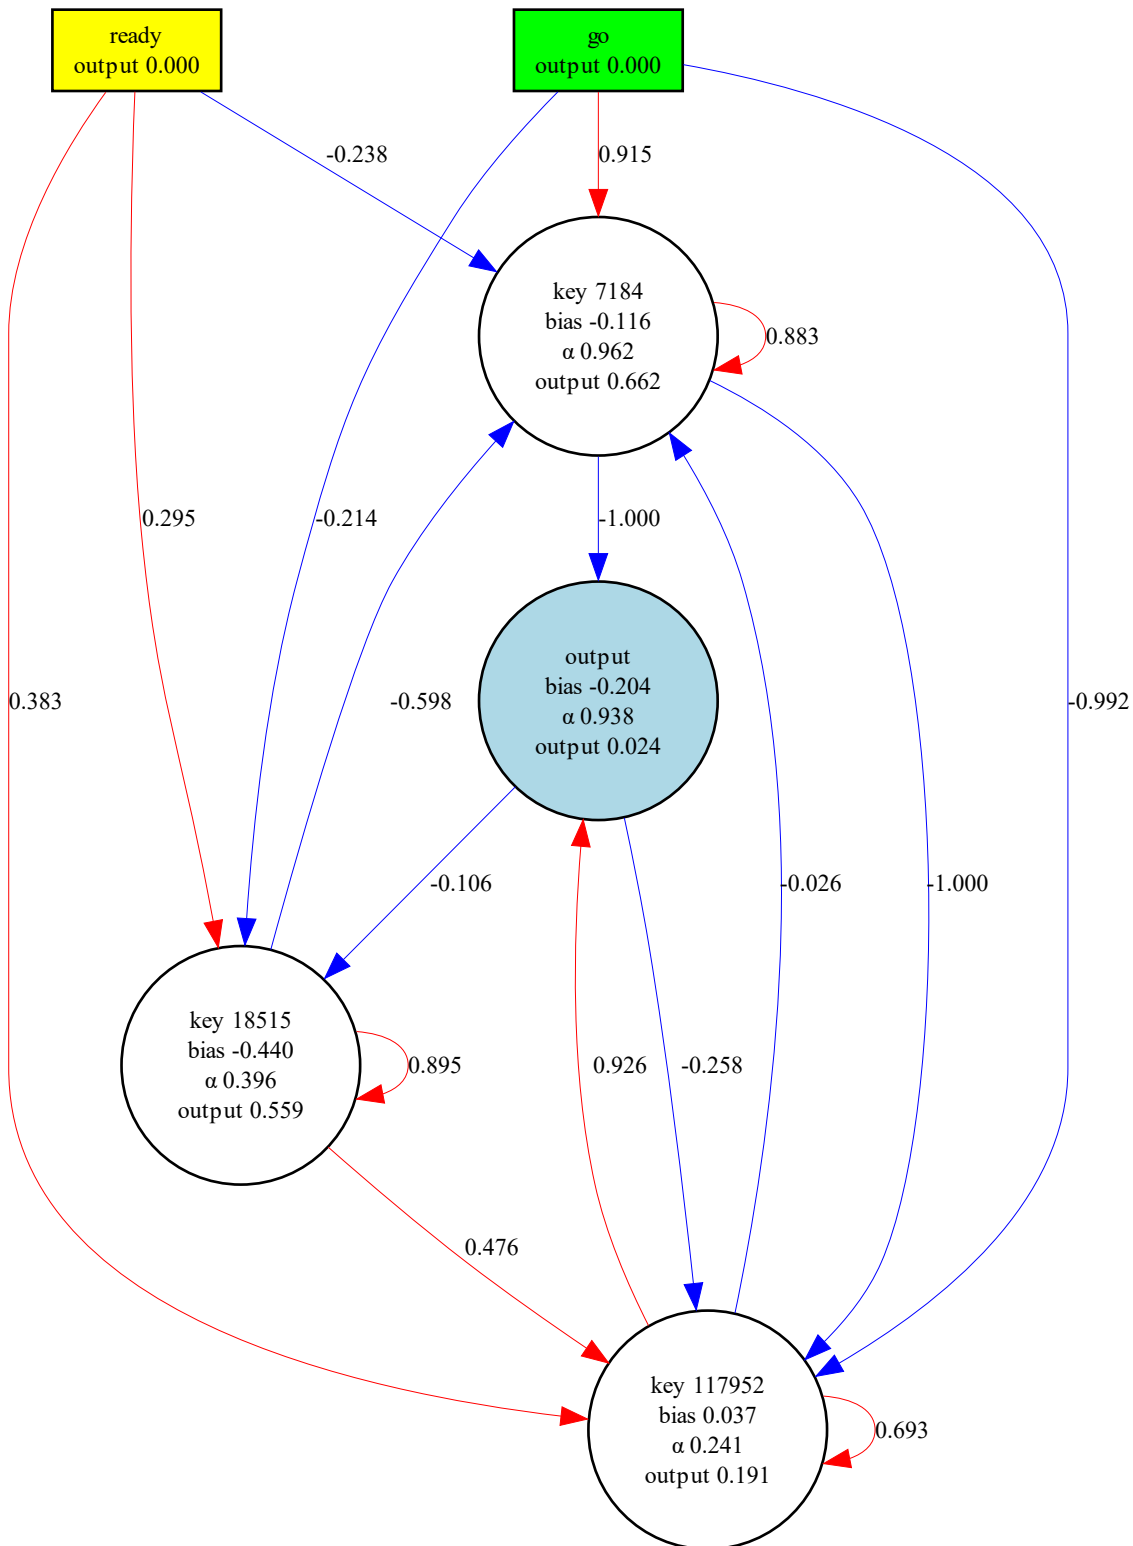 ready
output 0.000
go
output 0.000
-0.238
0.915
key 7184
bias -0.116
α 0.962
output 0.662
0.883
0.295
-0.214
-1.000
0.383
-0.598
output
bias -0.204
α 0.938
output 0.024
-0.992
-0.106
-0.026
-1.000
key 18515
bias -0.440
α 0.396
output 0.559
0.895
0.926
-0.258
0.476
key 117952
bias 0.037
α 0.241
output 0.191
0.693